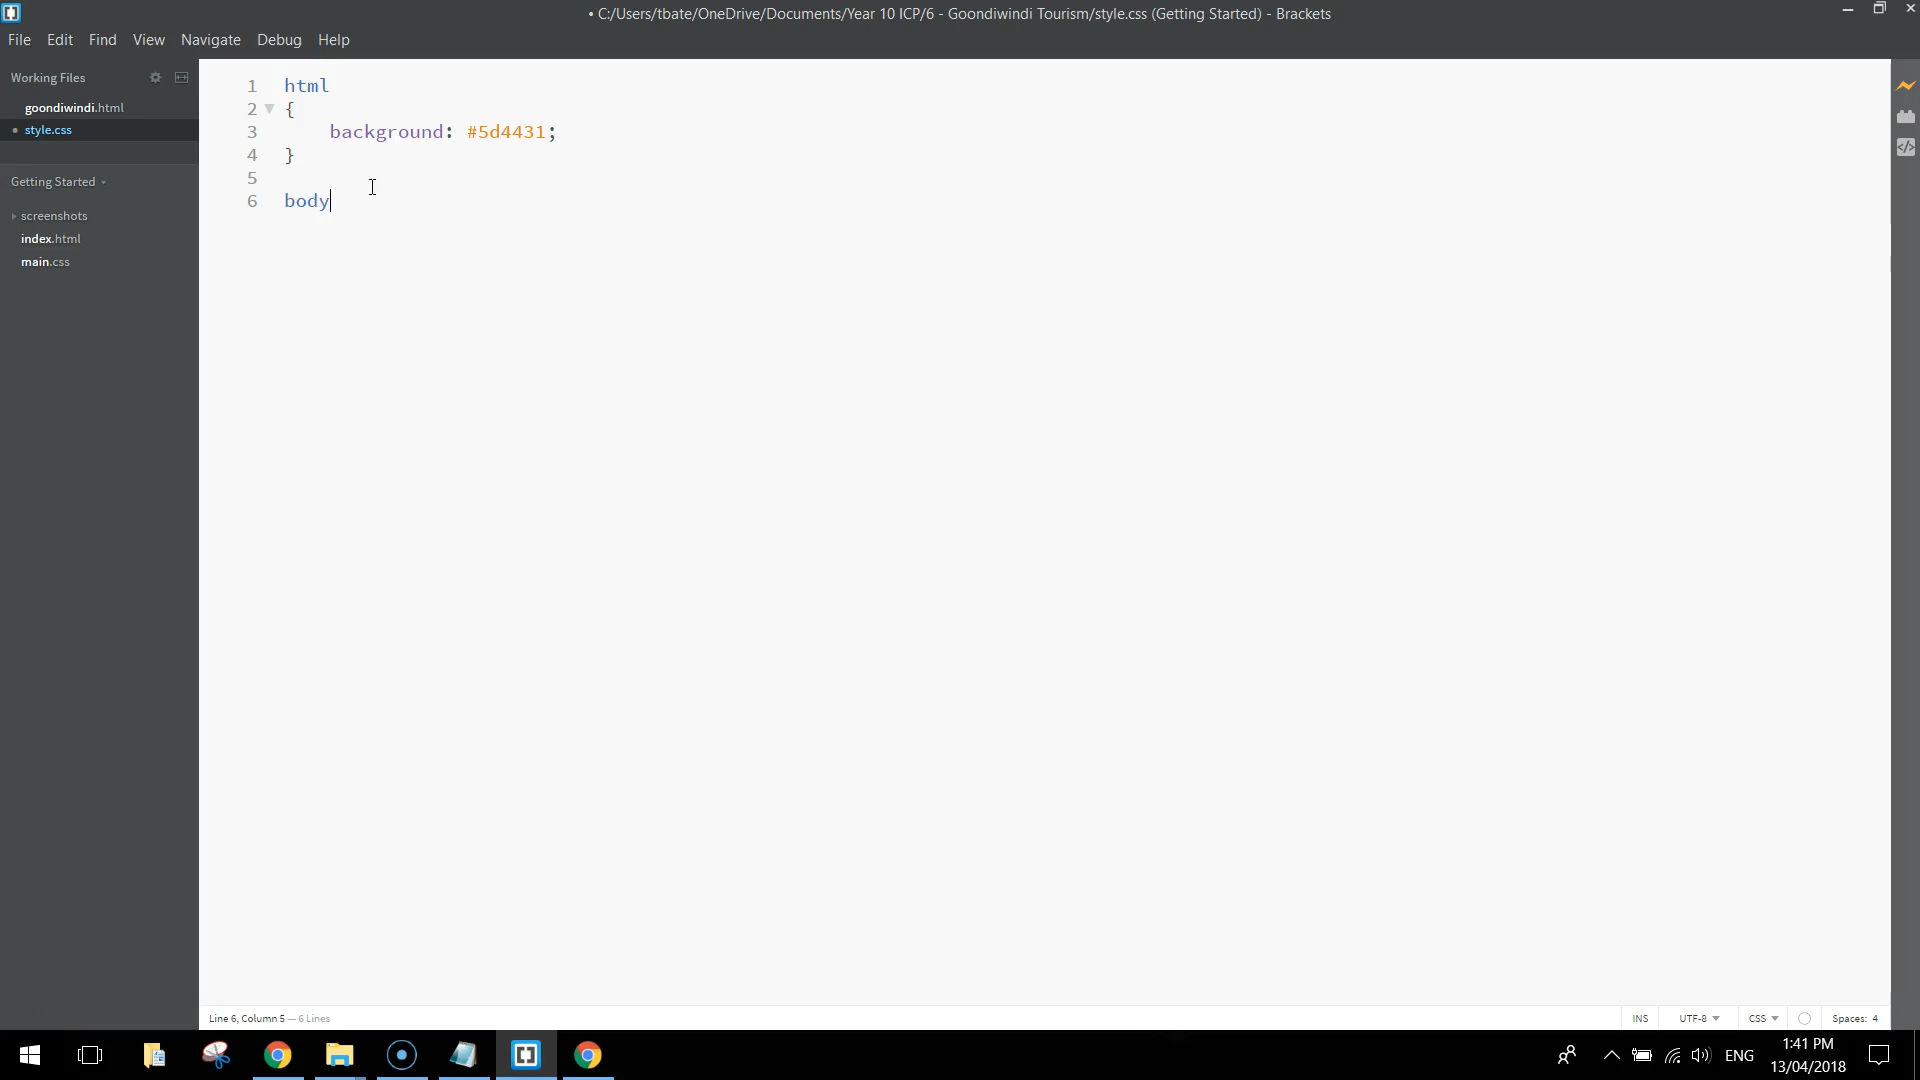 • C:/Users/tbate/OneDrive/Documents/Year 10 ICP/6 - Goondiwindi Tourism/style.css (Getting Started) - Brackets
File Edit Find View Navigate Debug Help
Working Files
goondiwindi.html
• style.css
Getting Started
screenshots
index.html
main.css
1 html
2 {
3 background: #5d4431;
4 }
5
6 body
Line 6, Column 5 — 6 Lines
INS UTF-8 CSS Spaces: 4
ENG
1:41 PM
13/04/2018